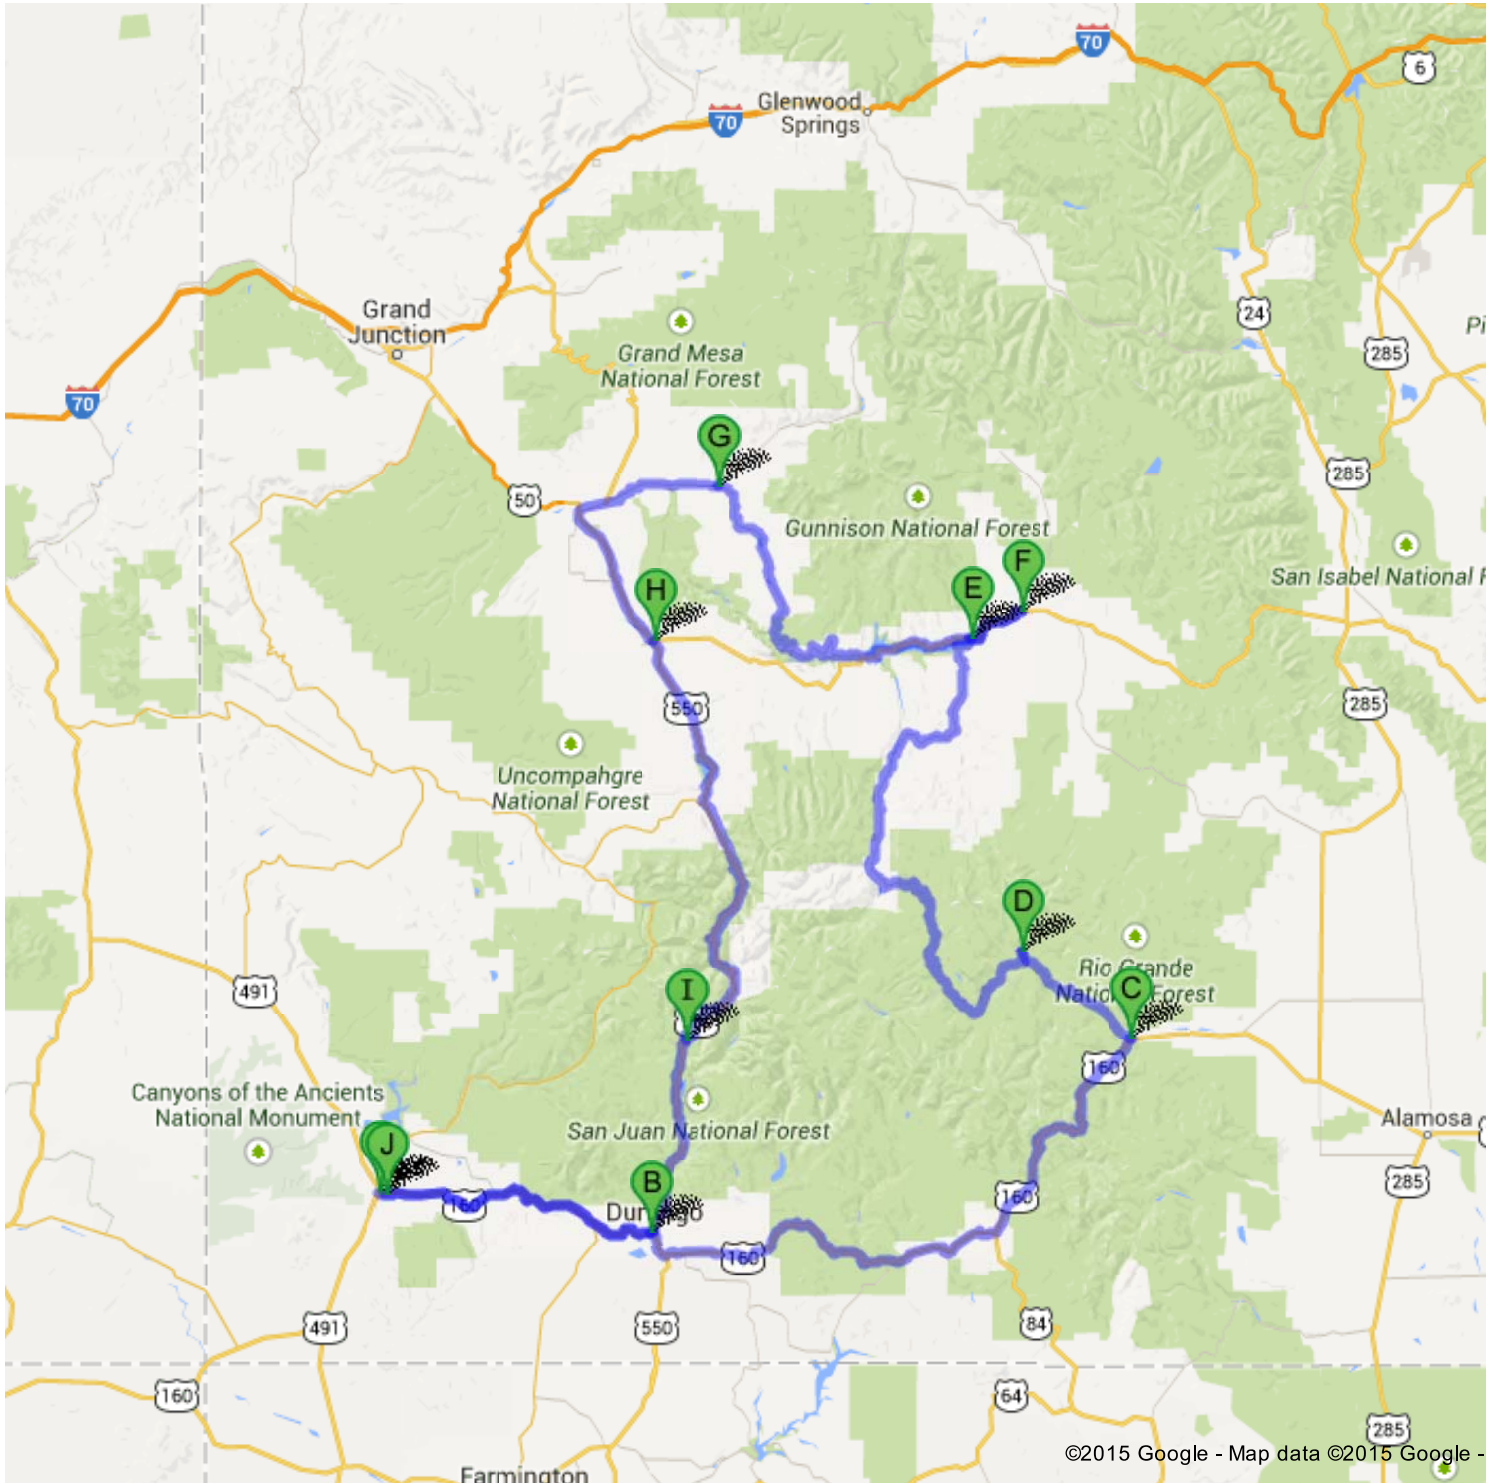 70
6
Glenwood
Springs
70
24
Grand
Junction
Pi
285
Grand Mesa
National Forest
70
G
285
50
Gunnison National Forest
F
San Isabel National F
H
E
550
285
Uncompahgre
National Forest
D
Rio Grande
National Forest
C
491
I
160
Canyons of the Ancients
National Monument
Alamosa
San Juan National Forest
J
285
B
160
160
Durango
160
491
550
84
160
64
285
©2015 Google - Map data ©2015 Google -
Farmington